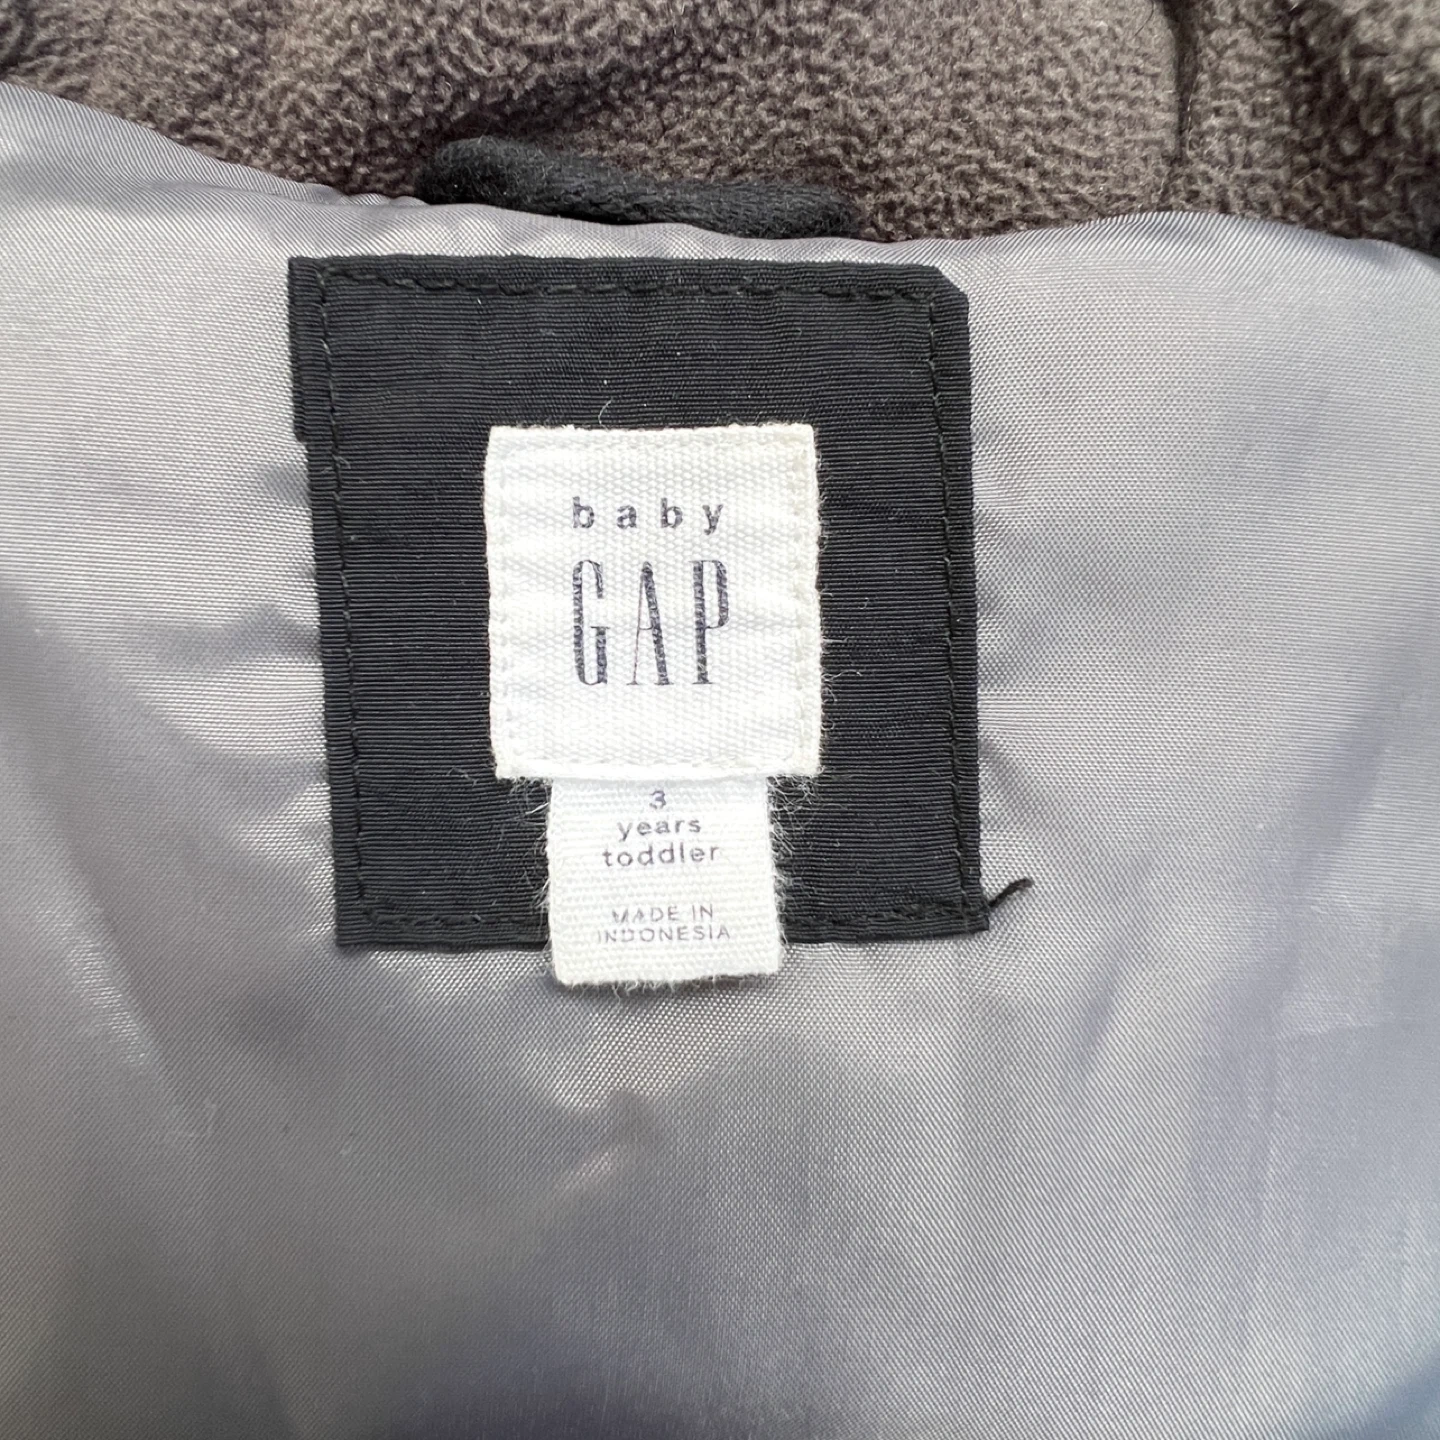 baby
GAP
3
years
toddler
MADE IN
INDONESIA